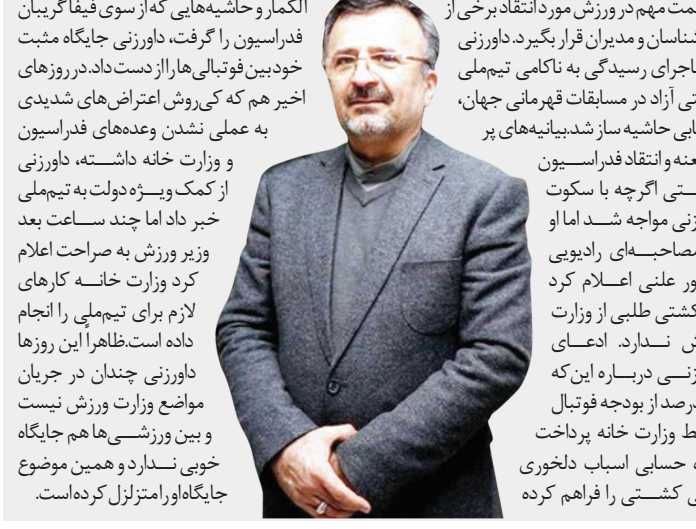 مت مهم در ورزش مورد انتقاد برخی از
شناسان و مدیران قرار بگیرد. داورزنی
اجرای رسیدگی به ناکامی تیم‌ملی
تی آزاد در مسابقات قهرمانی جهان،
ابی حاشیه ساز شد.بیانیه‌های پر
عنه و انتقاد فدراسیون
ـتی اگرچه با سکوت
زنی مواجه شد اما او
مصاحبه‌ای رادیویی
ور علنی اعلام کرد
کشتی طلبی از وزارت
ش ندارد. ادعای
زنی درباره این‌که
درصد از بودجه فوتبال
ط وزارت خانه پرداخت
، حسابی اسباب دلخوری
ی کشتی را فراهم کرده
الکمار و حاشیه‌هایی که از سوی فیفا گریبان
فدراسیون را گرفت، داورزنی جایگاه مثبت
خود بین فوتبالی‌ها را از دست داد. در روزهای
اخیر هم که کی‌روش اعتراض‌های شدیدی
به عملی نشدن وعده‌های فدراسیون
و وزارت خانه داشته، داورزنی
از کمک ویژه دولت به تیم‌ملی
خبر داد اما چند ساعت بعد
وزیر ورزش به صراحت اعلام
کرد وزارت خانه کارهای
لازم برای تیم‌ملی را انجام
داده است.ظاهراً این روزها
داورزنی چندان در جریان
مواضع وزارت ورزش نیست
و بین ورزشی‌ها هم جایگاه
خوبی ندارد و همین موضوع
جایگاه او را متزلزل کرده است.